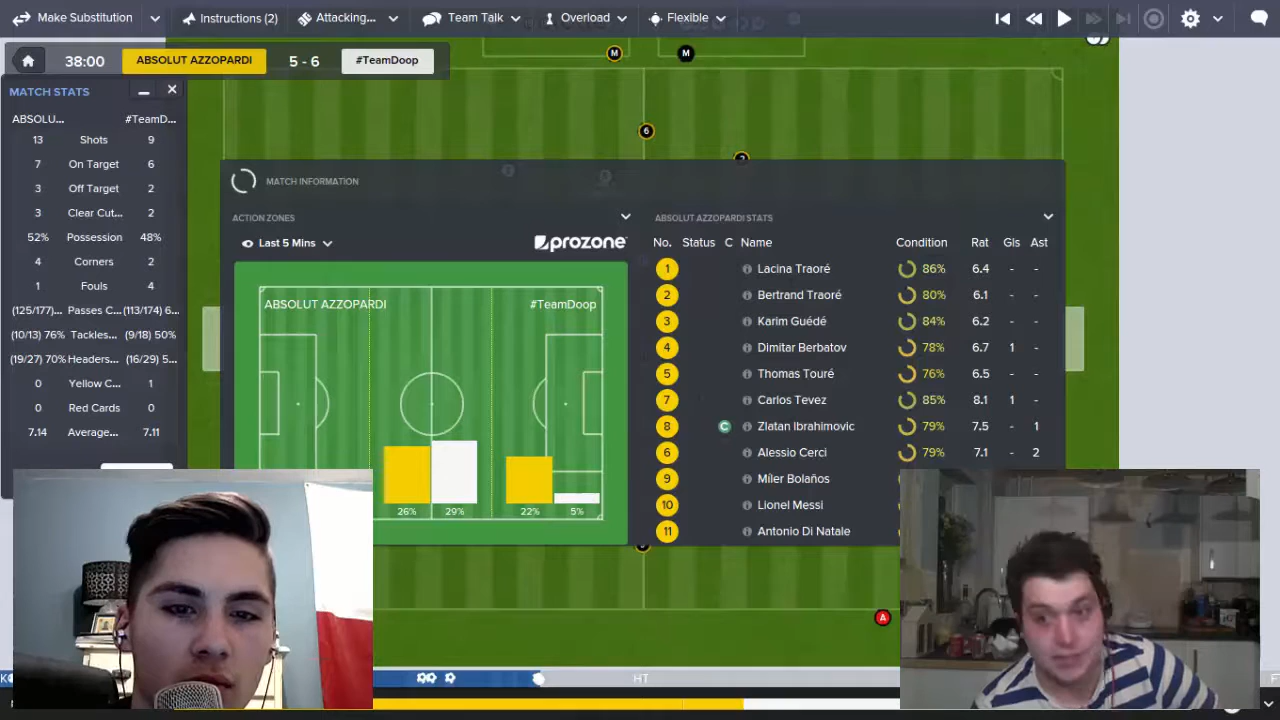 Make Substitution Instructions (2) Attacking... Team Talk Overload Flexible
38:00 ABSOLUT AZZOPARDI 5 - 6 #TeamDoop
M M
6
MATCH STATS
ABSOLU... #TeamD...
13 Shots 9
7 On Target 6
3 Off Target 2
3 Clear Cut... 2
52% Possession 48%
4 Corners 2
1 Fouls 4
(125/177)... Passes C... (113/174) 6...
(10/13) 76% Tackles... (9/18) 50%
(19/27) 70% Headers... (16/29) 5...
0 Yellow C... 1
0 Red Cards 0
7.14 Average... 7.11
MATCH INFORMATION
ACTION ZONES
Last 5 Mins prozone
ABSOLUT AZZOPARDI #TeamDoop
26% 29% 22% 5%
ABSOLUT AZZOPARDI STATS
No. Status C Name Condition Rat Gls Ast
1 Lacina Traoré 86% 6.4 - -
2 Bertrand Traoré 80% 6.1 - -
3 Karim Guédé 84% 6.2 - -
4 Dimitar Berbatov 78% 6.7 1 -
5 Thomas Touré 76% 6.5 - -
7 Carlos Tevez 85% 8.1 1 -
8 C Zlatan Ibrahimovic 79% 7.5 - 1
6 Alessio Cerci 79% 7.1 - 2
9 Miler Bolaños
10 Lionel Messi
11 Antonio Di Natale
A
HT